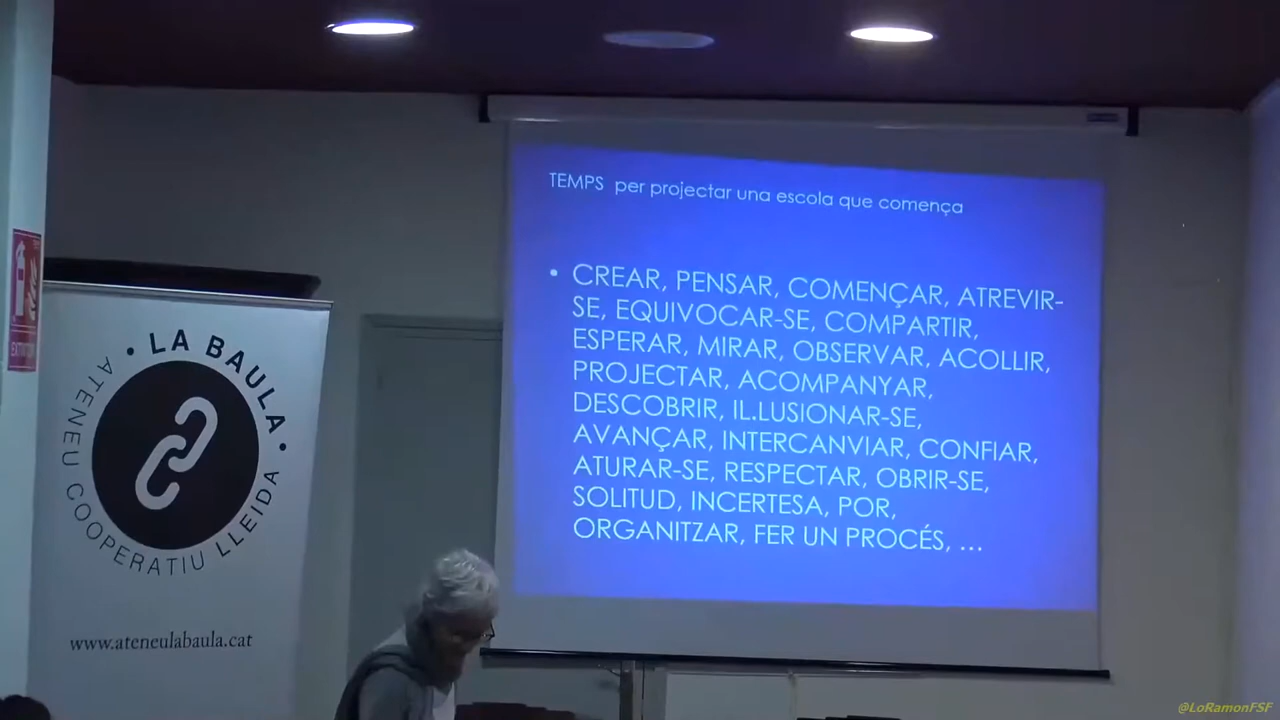 TEMPS per projectar una escola que comença
• CREAR, PENSAR, COMENÇAR, ATREVIR-
SE, EQUIVOCAR-SE, COMPARTIR,
ESPERAR, MIRAR, OBSERVAR, ACOLLIR,
PROJECTAR, ACOMPANYAR,
DESCOBRIR, IL.LUSIONAR-SE,
AVANÇAR, INTERCANVIAR, CONFIAR,
ATURAR-SE, RESPECTAR, OBRIR-SE,
SOLITUD, INCERTESA, POR,
ORGANITZAR, FER UN PROCÉS, ...
• LA BAULA •
ATENEU COOPERATIU LLEIDA
www.ateneulabaula.cat
@LoRamonFSF